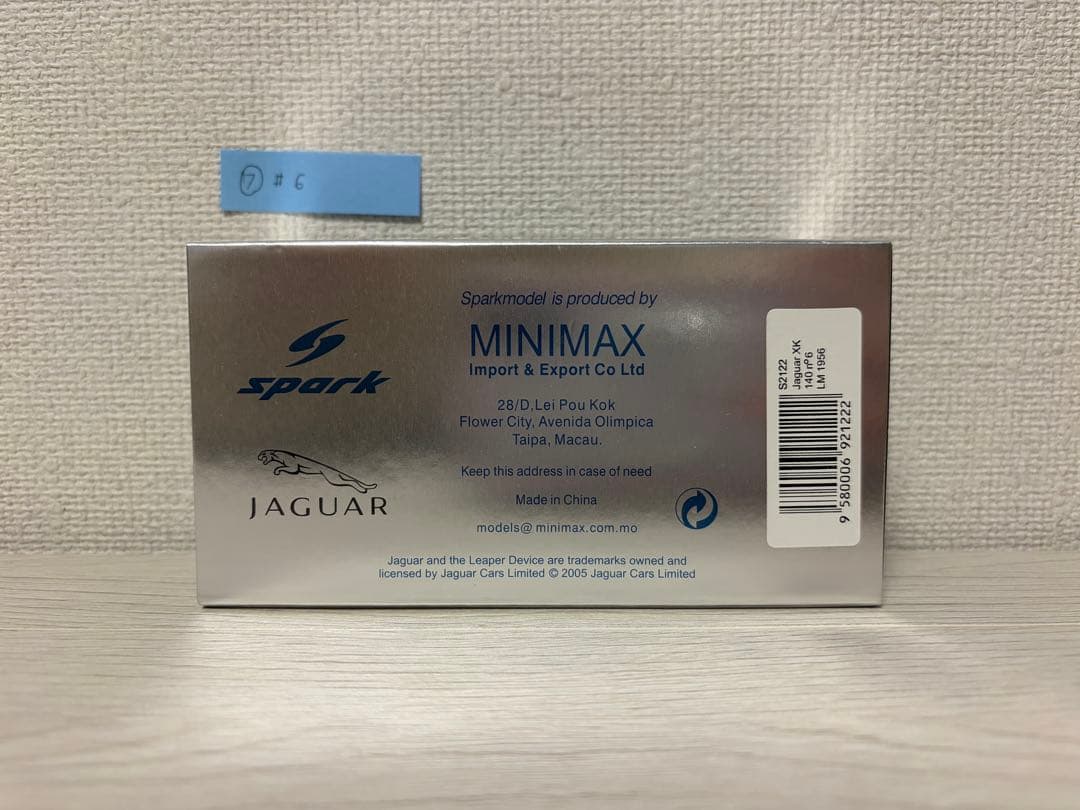 ⑦ # 6
spark
JAGUAR
Sparkmodel is produced by
MINIMAX
Import & Export Co Ltd
28/D,Lei Pou Kok
Flower City, Avenida Olimpica
Taipa, Macau.
Keep this address in case of need
Made in China
models@ minimax.com.mo
Jaguar and the Leaper Device are trademarks owned and
licensed by Jaguar Cars Limited © 2005 Jaguar Cars Limited
S2122
Jaguar XK
140 nº6
LM 1956
9 580006 921222